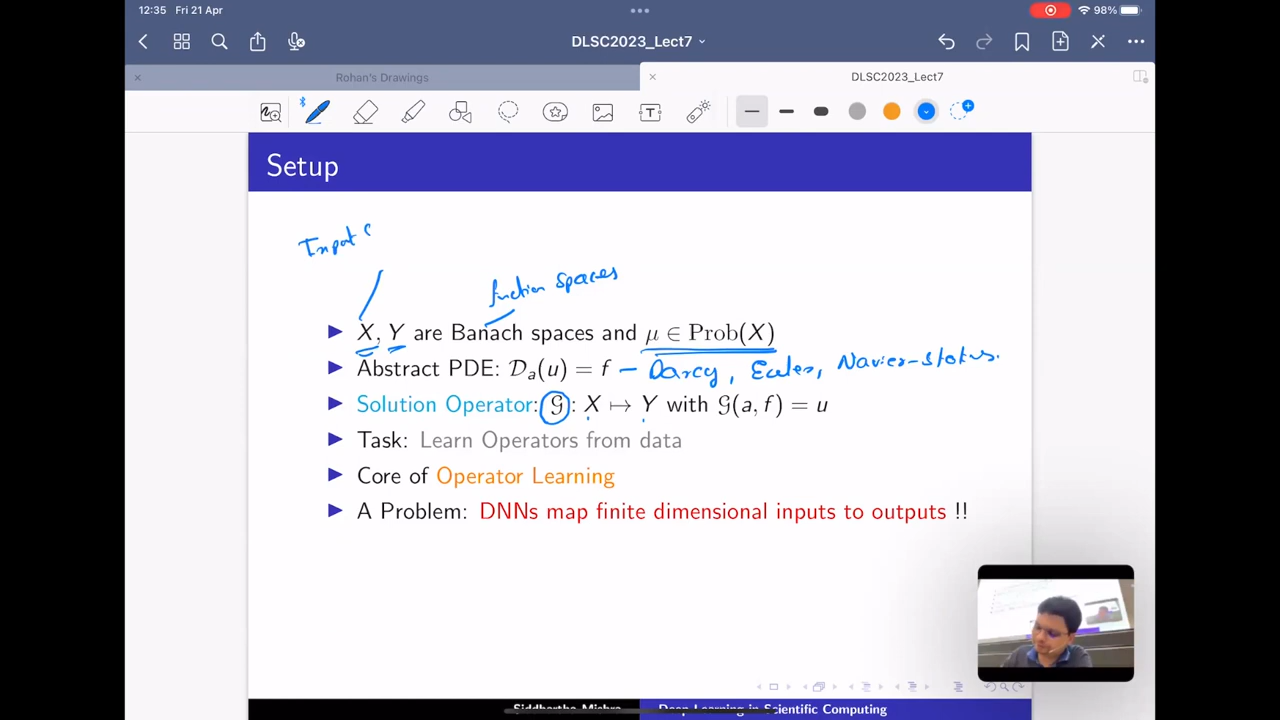 12:35 Fri 21 Apr
98%
DLSC2023_Lect7
Rohan's Drawings
DLSC2023_Lect7
Setup
Input
function spaces
X, Y are Banach spaces and μ ∈ Prob(X)
Abstract PDE: 𝒟ₐ(u) = f – Darcy, Euler, Navier-Stokes.
Solution Operator: 𝒢 : X ↦ Y with 𝒢(a, f) = u
Task: Learn Operators from data
Core of Operator Learning
A Problem: DNNs map finite dimensional inputs to outputs !!
Siddhartha Mishra Deep Learning in Scientific Computing